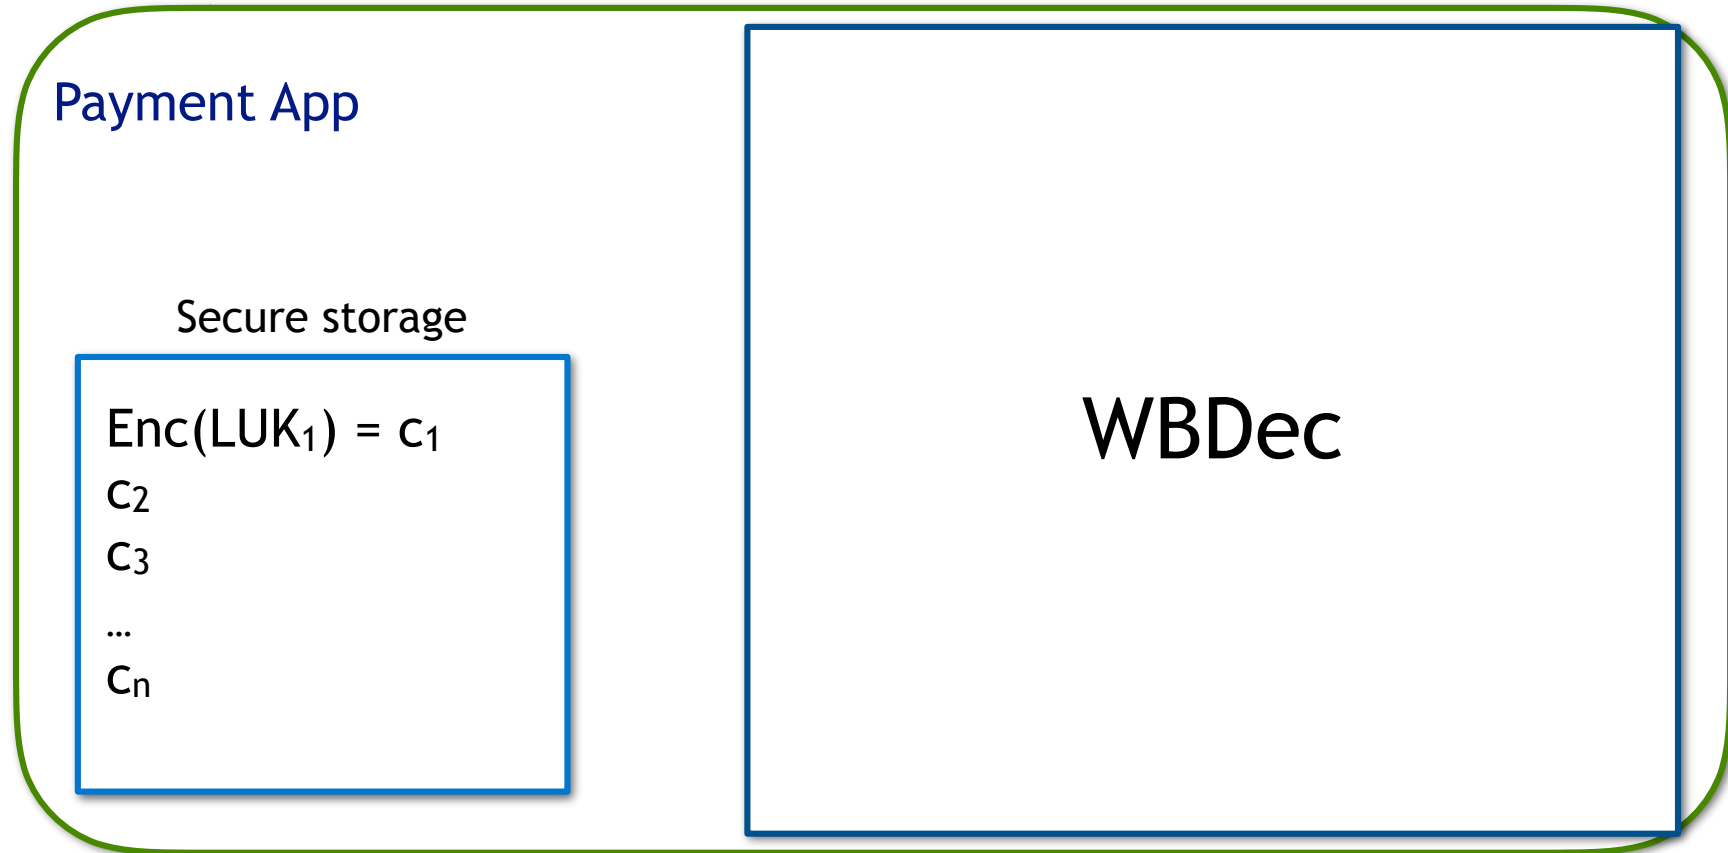 Payment App
Secure storage
Enc(LUK₁) = c₁
c₂
c₃
…
cₙ
WBDec